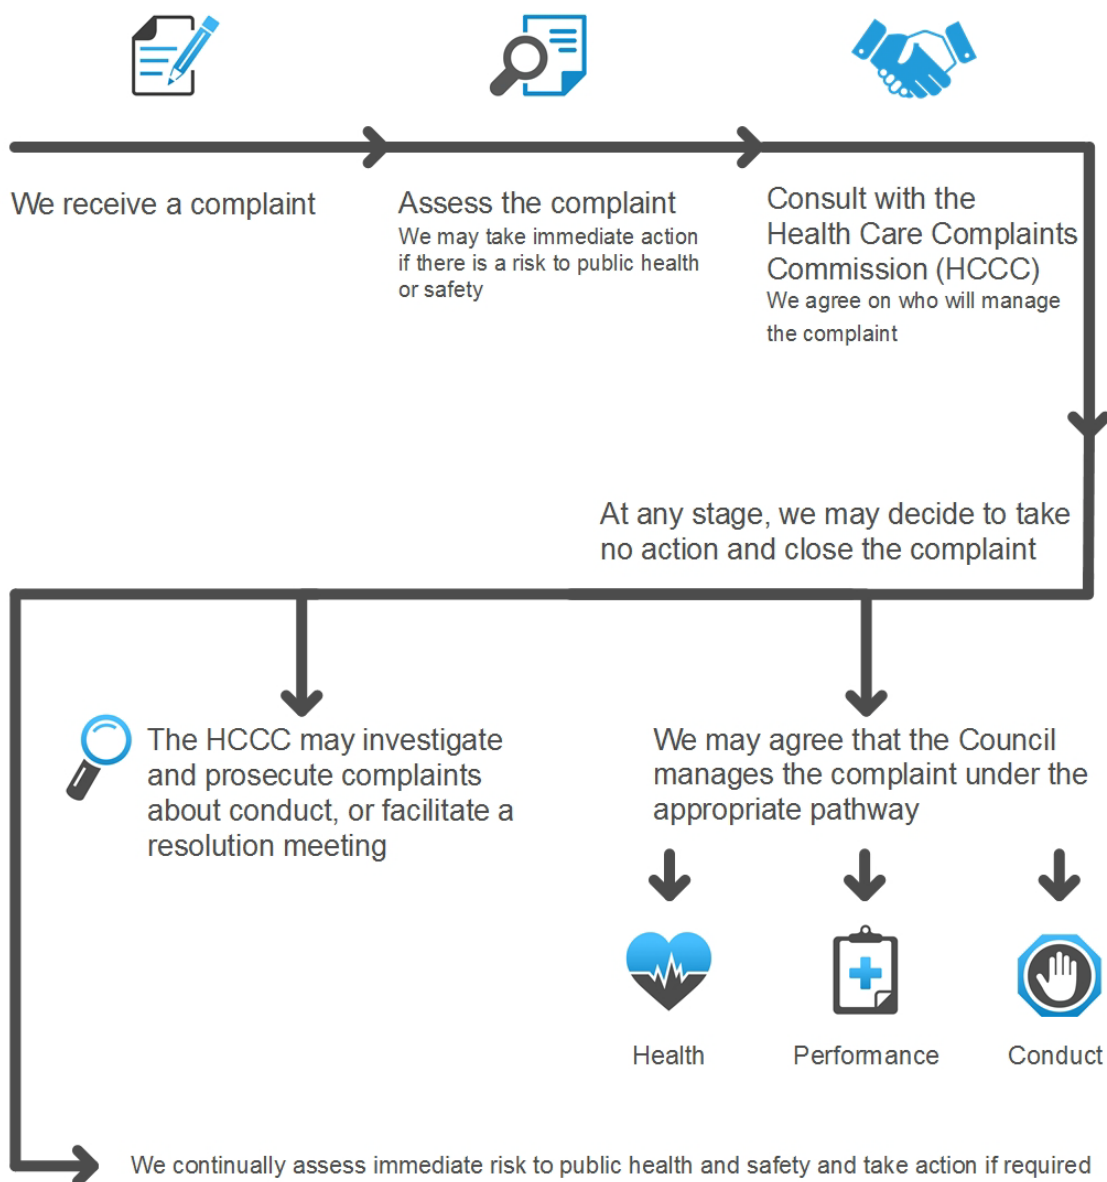 We receive a complaint
Assess the complaint
We may take immediate action
if there is a risk to public health
or safety
Consult with the
Health Care Complaints
Commission (HCCC)
We agree on who will manage
the complaint
At any stage, we may decide to take
no action and close the complaint
The HCCC may investigate
and prosecute complaints
about conduct, or facilitate a
resolution meeting
We may agree that the Council
manages the complaint under the
appropriate pathway
Health
Performance
Conduct
We continually assess immediate risk to public health and safety and take action if required